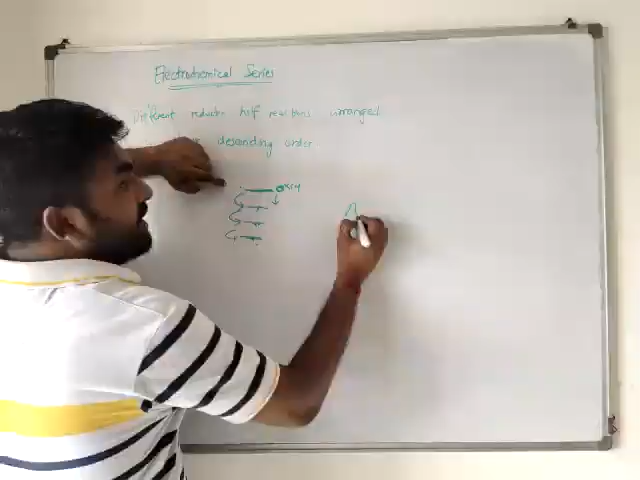 Electrochemical Series
Different reduction half reactions arranged
descending order